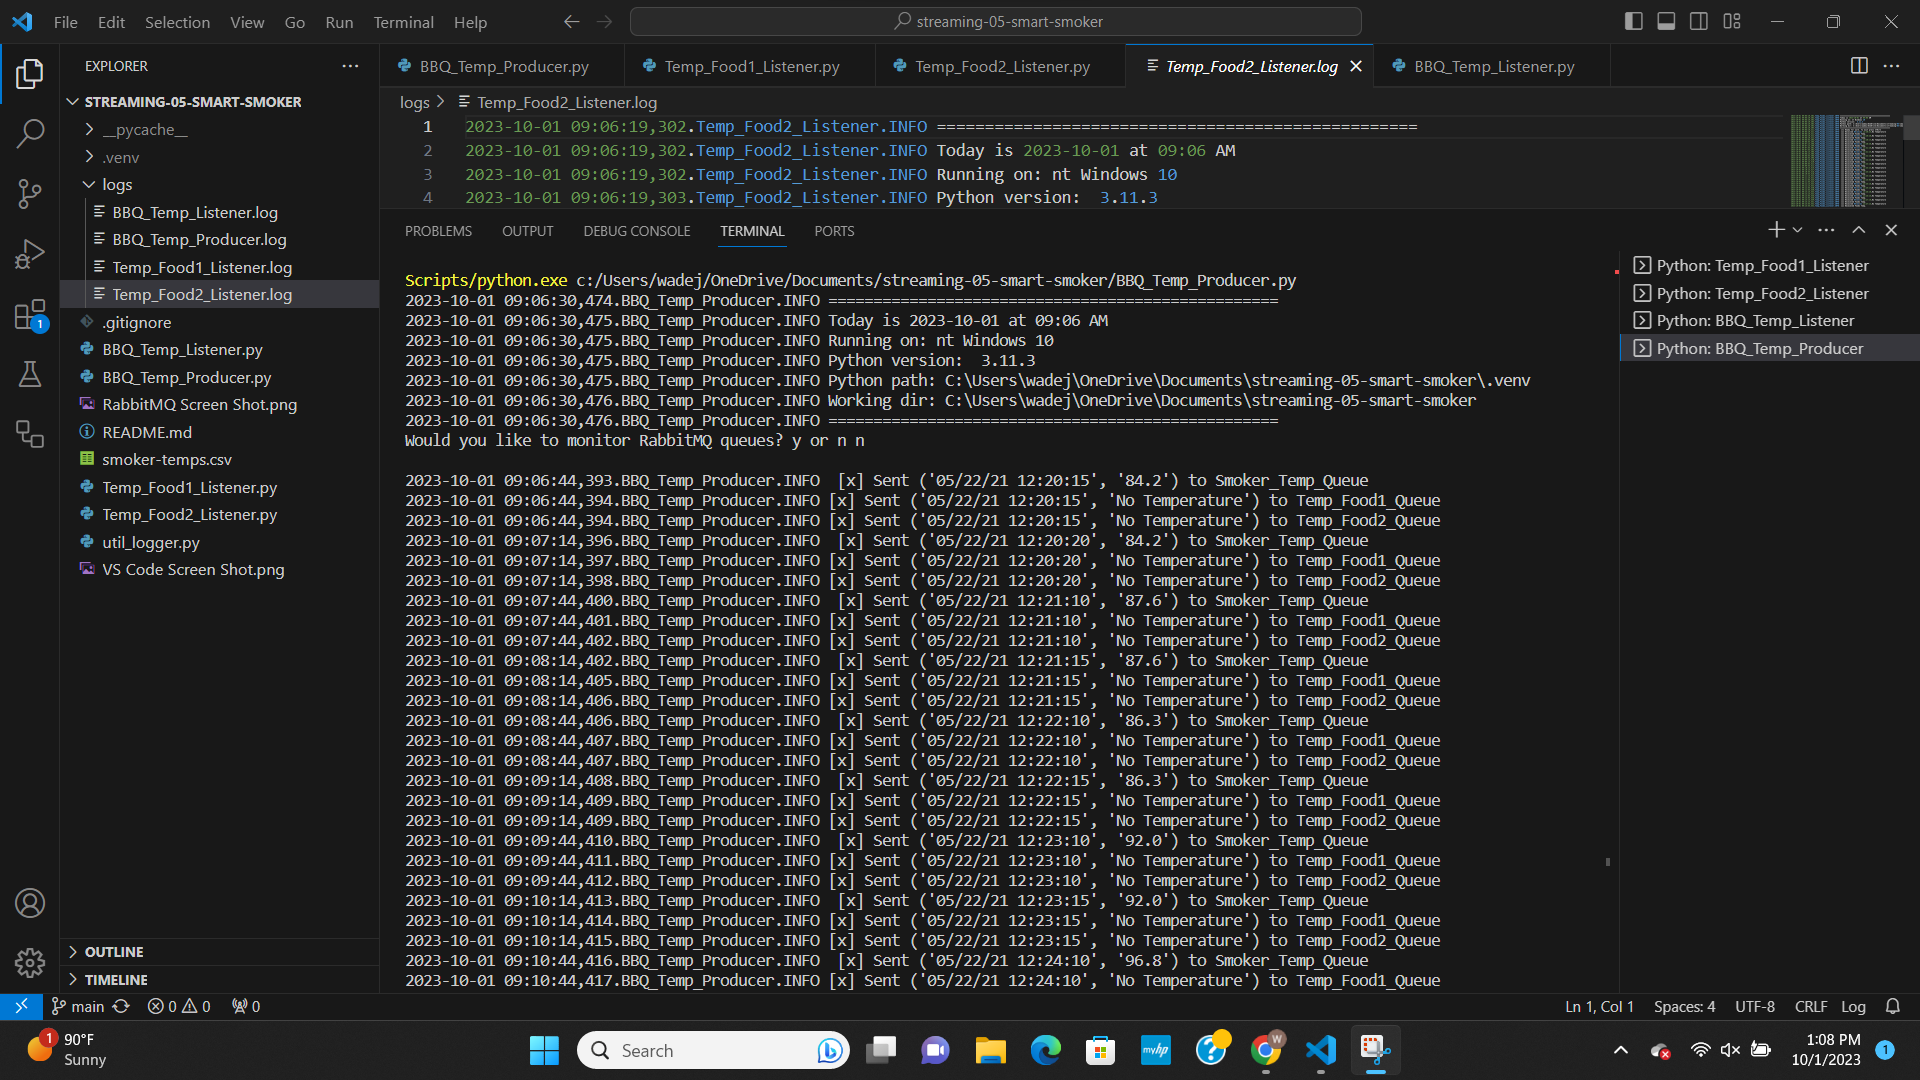 File Edit Selection View Go Run Terminal Help
streaming-05-smart-smoker
EXPLORER
STREAMING-05-SMART-SMOKER
__pycache__
.venv
logs
BBQ_Temp_Listener.log
BBQ_Temp_Producer.log
Temp_Food1_Listener.log
Temp_Food2_Listener.log
.gitignore
BBQ_Temp_Listener.py
BBQ_Temp_Producer.py
RabbitMQ Screen Shot.png
README.md
smoker-temps.csv
Temp_Food1_Listener.py
Temp_Food2_Listener.py
util_logger.py
VS Code Screen Shot.png
OUTLINE
TIMELINE
1
BBQ_Temp_Producer.py Temp_Food1_Listener.py Temp_Food2_Listener.py Temp_Food2_Listener.log BBQ_Temp_Listener.py
logs > Temp_Food2_Listener.log
1 2023-10-01 09:06:19,302.Temp_Food2_Listener.INFO ==================================================
2 2023-10-01 09:06:19,302.Temp_Food2_Listener.INFO Today is 2023-10-01 at 09:06 AM
3 2023-10-01 09:06:19,302.Temp_Food2_Listener.INFO Running on: nt Windows 10
4 2023-10-01 09:06:19,303.Temp_Food2_Listener.INFO Python version:  3.11.3
PROBLEMS OUTPUT DEBUG CONSOLE TERMINAL PORTS
Scripts/python.exe c:/Users/wadej/OneDrive/Documents/streaming-05-smart-smoker/BBQ_Temp_Producer.py
2023-10-01 09:06:30,474.BBQ_Temp_Producer.INFO ==================================================
2023-10-01 09:06:30,475.BBQ_Temp_Producer.INFO Today is 2023-10-01 at 09:06 AM
2023-10-01 09:06:30,475.BBQ_Temp_Producer.INFO Running on: nt Windows 10
2023-10-01 09:06:30,475.BBQ_Temp_Producer.INFO Python version:  3.11.3
2023-10-01 09:06:30,475.BBQ_Temp_Producer.INFO Python path: C:\Users\wadej\OneDrive\Documents\streaming-05-smart-smoker\.venv
2023-10-01 09:06:30,476.BBQ_Temp_Producer.INFO Working dir: C:\Users\wadej\OneDrive\Documents\streaming-05-smart-smoker
2023-10-01 09:06:30,476.BBQ_Temp_Producer.INFO ==================================================
Would you like to monitor RabbitMQ queues? y or n n
2023-10-01 09:06:44,393.BBQ_Temp_Producer.INFO  [x] Sent ('05/22/21 12:20:15', '84.2') to Smoker_Temp_Queue
2023-10-01 09:06:44,394.BBQ_Temp_Producer.INFO [x] Sent ('05/22/21 12:20:15', 'No Temperature') to Temp_Food1_Queue
2023-10-01 09:06:44,394.BBQ_Temp_Producer.INFO [x] Sent ('05/22/21 12:20:15', 'No Temperature') to Temp_Food2_Queue
2023-10-01 09:07:14,396.BBQ_Temp_Producer.INFO  [x] Sent ('05/22/21 12:20:20', '84.2') to Smoker_Temp_Queue
2023-10-01 09:07:14,397.BBQ_Temp_Producer.INFO [x] Sent ('05/22/21 12:20:20', 'No Temperature') to Temp_Food1_Queue
2023-10-01 09:07:14,398.BBQ_Temp_Producer.INFO [x] Sent ('05/22/21 12:20:20', 'No Temperature') to Temp_Food2_Queue
2023-10-01 09:07:44,400.BBQ_Temp_Producer.INFO  [x] Sent ('05/22/21 12:21:10', '87.6') to Smoker_Temp_Queue
2023-10-01 09:07:44,401.BBQ_Temp_Producer.INFO [x] Sent ('05/22/21 12:21:10', 'No Temperature') to Temp_Food1_Queue
2023-10-01 09:07:44,402.BBQ_Temp_Producer.INFO [x] Sent ('05/22/21 12:21:10', 'No Temperature') to Temp_Food2_Queue
2023-10-01 09:08:14,402.BBQ_Temp_Producer.INFO  [x] Sent ('05/22/21 12:21:15', '87.6') to Smoker_Temp_Queue
2023-10-01 09:08:14,405.BBQ_Temp_Producer.INFO [x] Sent ('05/22/21 12:21:15', 'No Temperature') to Temp_Food1_Queue
2023-10-01 09:08:14,406.BBQ_Temp_Producer.INFO [x] Sent ('05/22/21 12:21:15', 'No Temperature') to Temp_Food2_Queue
2023-10-01 09:08:44,406.BBQ_Temp_Producer.INFO  [x] Sent ('05/22/21 12:22:10', '86.3') to Smoker_Temp_Queue
2023-10-01 09:08:44,407.BBQ_Temp_Producer.INFO [x] Sent ('05/22/21 12:22:10', 'No Temperature') to Temp_Food1_Queue
2023-10-01 09:08:44,407.BBQ_Temp_Producer.INFO [x] Sent ('05/22/21 12:22:10', 'No Temperature') to Temp_Food2_Queue
2023-10-01 09:09:14,408.BBQ_Temp_Producer.INFO  [x] Sent ('05/22/21 12:22:15', '86.3') to Smoker_Temp_Queue
2023-10-01 09:09:14,409.BBQ_Temp_Producer.INFO [x] Sent ('05/22/21 12:22:15', 'No Temperature') to Temp_Food1_Queue
2023-10-01 09:09:14,409.BBQ_Temp_Producer.INFO [x] Sent ('05/22/21 12:22:15', 'No Temperature') to Temp_Food2_Queue
2023-10-01 09:09:44,410.BBQ_Temp_Producer.INFO  [x] Sent ('05/22/21 12:23:10', '92.0') to Smoker_Temp_Queue
2023-10-01 09:09:44,411.BBQ_Temp_Producer.INFO [x] Sent ('05/22/21 12:23:10', 'No Temperature') to Temp_Food1_Queue
2023-10-01 09:09:44,412.BBQ_Temp_Producer.INFO [x] Sent ('05/22/21 12:23:10', 'No Temperature') to Temp_Food2_Queue
2023-10-01 09:10:14,413.BBQ_Temp_Producer.INFO  [x] Sent ('05/22/21 12:23:15', '92.0') to Smoker_Temp_Queue
2023-10-01 09:10:14,414.BBQ_Temp_Producer.INFO [x] Sent ('05/22/21 12:23:15', 'No Temperature') to Temp_Food1_Queue
2023-10-01 09:10:14,415.BBQ_Temp_Producer.INFO [x] Sent ('05/22/21 12:23:15', 'No Temperature') to Temp_Food2_Queue
2023-10-01 09:10:44,416.BBQ_Temp_Producer.INFO  [x] Sent ('05/22/21 12:24:10', '96.8') to Smoker_Temp_Queue
2023-10-01 09:10:44,417.BBQ_Temp_Producer.INFO [x] Sent ('05/22/21 12:24:10', 'No Temperature') to Temp_Food1_Queue
Python: Temp_Food1_Listener
Python: Temp_Food2_Listener
Python: BBQ_Temp_Listener
Python: BBQ_Temp_Producer
main 0 0 0
Ln 1, Col 1 Spaces: 4 UTF-8 CRLF Log
1
90°F
Sunny
Search
myhp
W
1:08 PM
10/1/2023
1